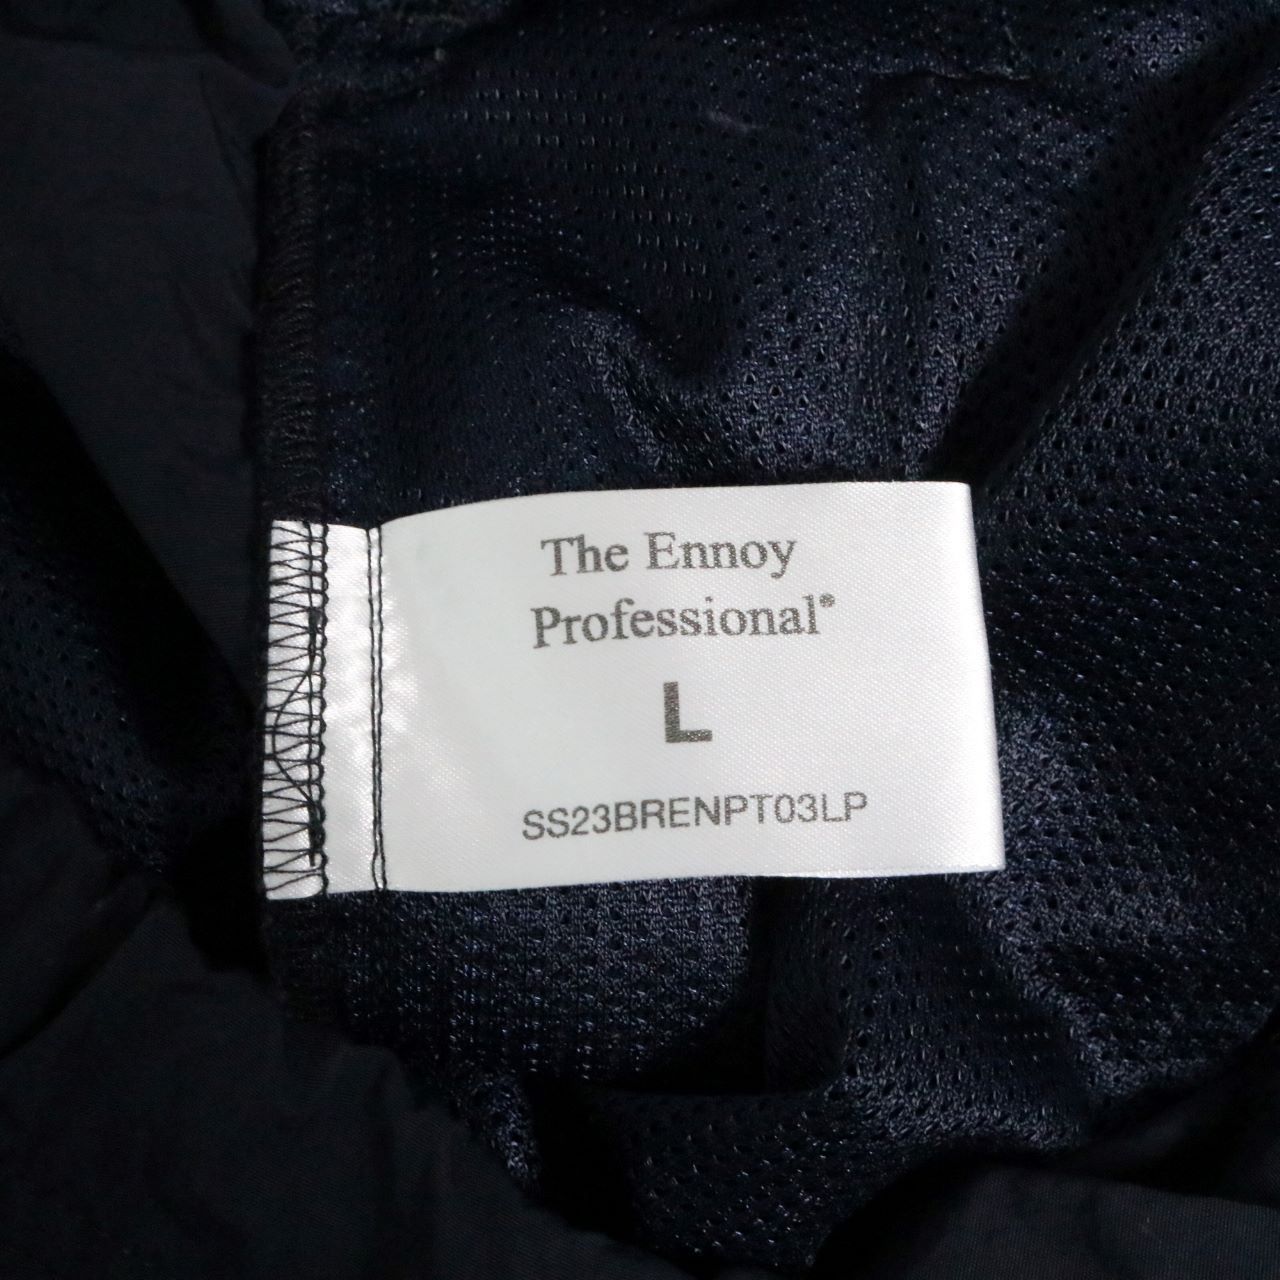 The Ennoy
Professional®
L
SS23BRENPT03LP